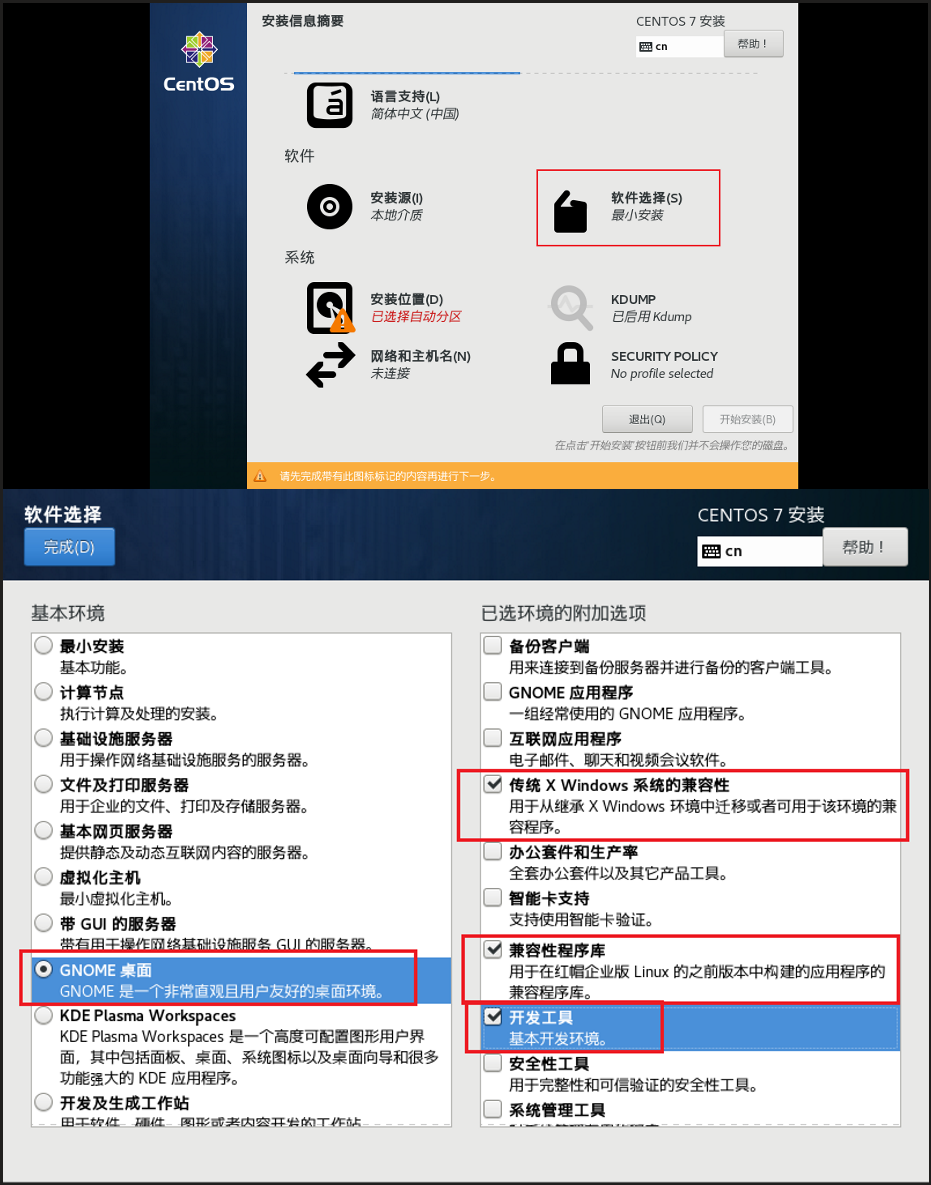 安装信息摘要
CENTOS 7 安装
cn
帮助！
CentOS
语言支持(L)
简体中文 (中国)
软件
安装源(I)
本地介质
软件选择(S)
最小安装
系统
安装位置(D)
已选择自动分区
KDUMP
已启用 Kdump
网络和主机名(N)
未连接
SECURITY POLICY
No profile selected
退出(Q)
开始安装(B)
在点击"开始安装"按钮前我们并不会操作您的磁盘。
请先完成带有此图标标记的内容再进行下一步。
软件选择
完成(D)
CENTOS 7 安装
cn
帮助！
基本环境
最小安装
基本功能。
计算节点
执行计算及处理的安装。
基础设施服务器
用于操作网络基础设施服务的服务器。
文件及打印服务器
用于企业的文件、打印及存储服务器。
基本网页服务器
提供静态及动态互联网内容的服务器。
虚拟化主机
最小虚拟化主机。
带 GUI 的服务器
带有用于操作网络基础设施服务 GUI 的服务器。
GNOME 桌面
GNOME 是一个非常直观且用户友好的桌面环境。
KDE Plasma Workspaces
KDE Plasma Workspaces 是一个高度可配置图形用户界
面，其中包括面板、桌面、系统图标以及桌面向导和很多
功能强大的 KDE 应用程序。
开发及生成工作站
用于软件、硬件、图形或者内容开发的工作站
已选环境的附加选项
备份客户端
用来连接到备份服务器并进行备份的客户端工具。
GNOME 应用程序
一组经常使用的 GNOME 应用程序。
互联网应用程序
电子邮件、聊天和视频会议软件。
传统 X Windows 系统的兼容性
用于从继承 X Windows 环境中迁移或者可用于该环境的兼
容程序。
办公套件和生产率
全套办公套件以及其它产品工具。
智能卡支持
支持使用智能卡验证。
兼容性程序库
用于在红帽企业版 Linux 的之前版本中构建的应用程序的
兼容程序库。
开发工具
基本开发环境。
安全性工具
用于完整性和可信验证的安全性工具。
系统管理工具